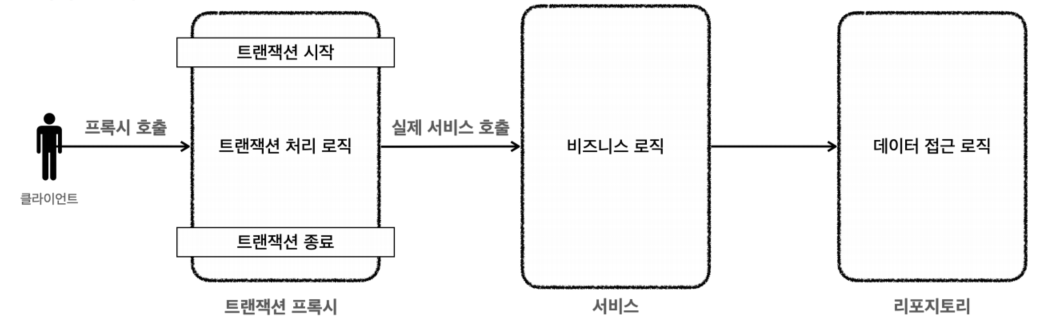 트랜잭션 시작
프록시 호출
실제 서비스 호출
트랜잭션 처리 로직
비즈니스 로직
데이터 접근 로직
클라이언트
트랜잭션 종료
트랜잭션 프록시
서비스
리포지토리